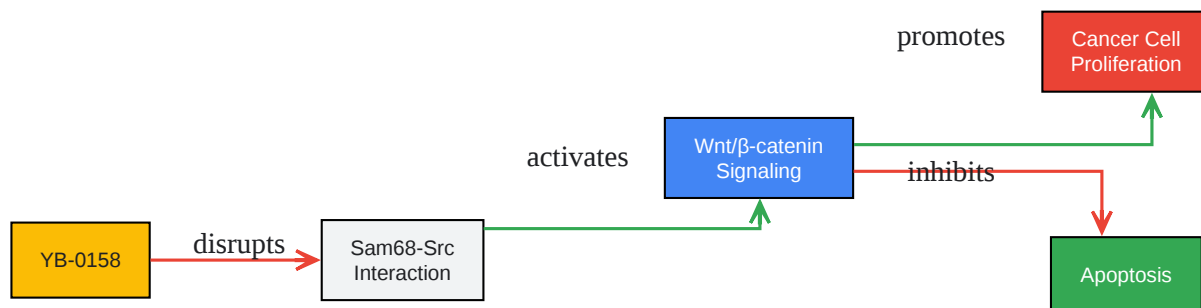 promotes
Cancer Cell
Proliferation
activates
Wnt/β-catenin
Signaling
inhibits
YB-0158
disrupts
Sam68-Src
Interaction
Apoptosis